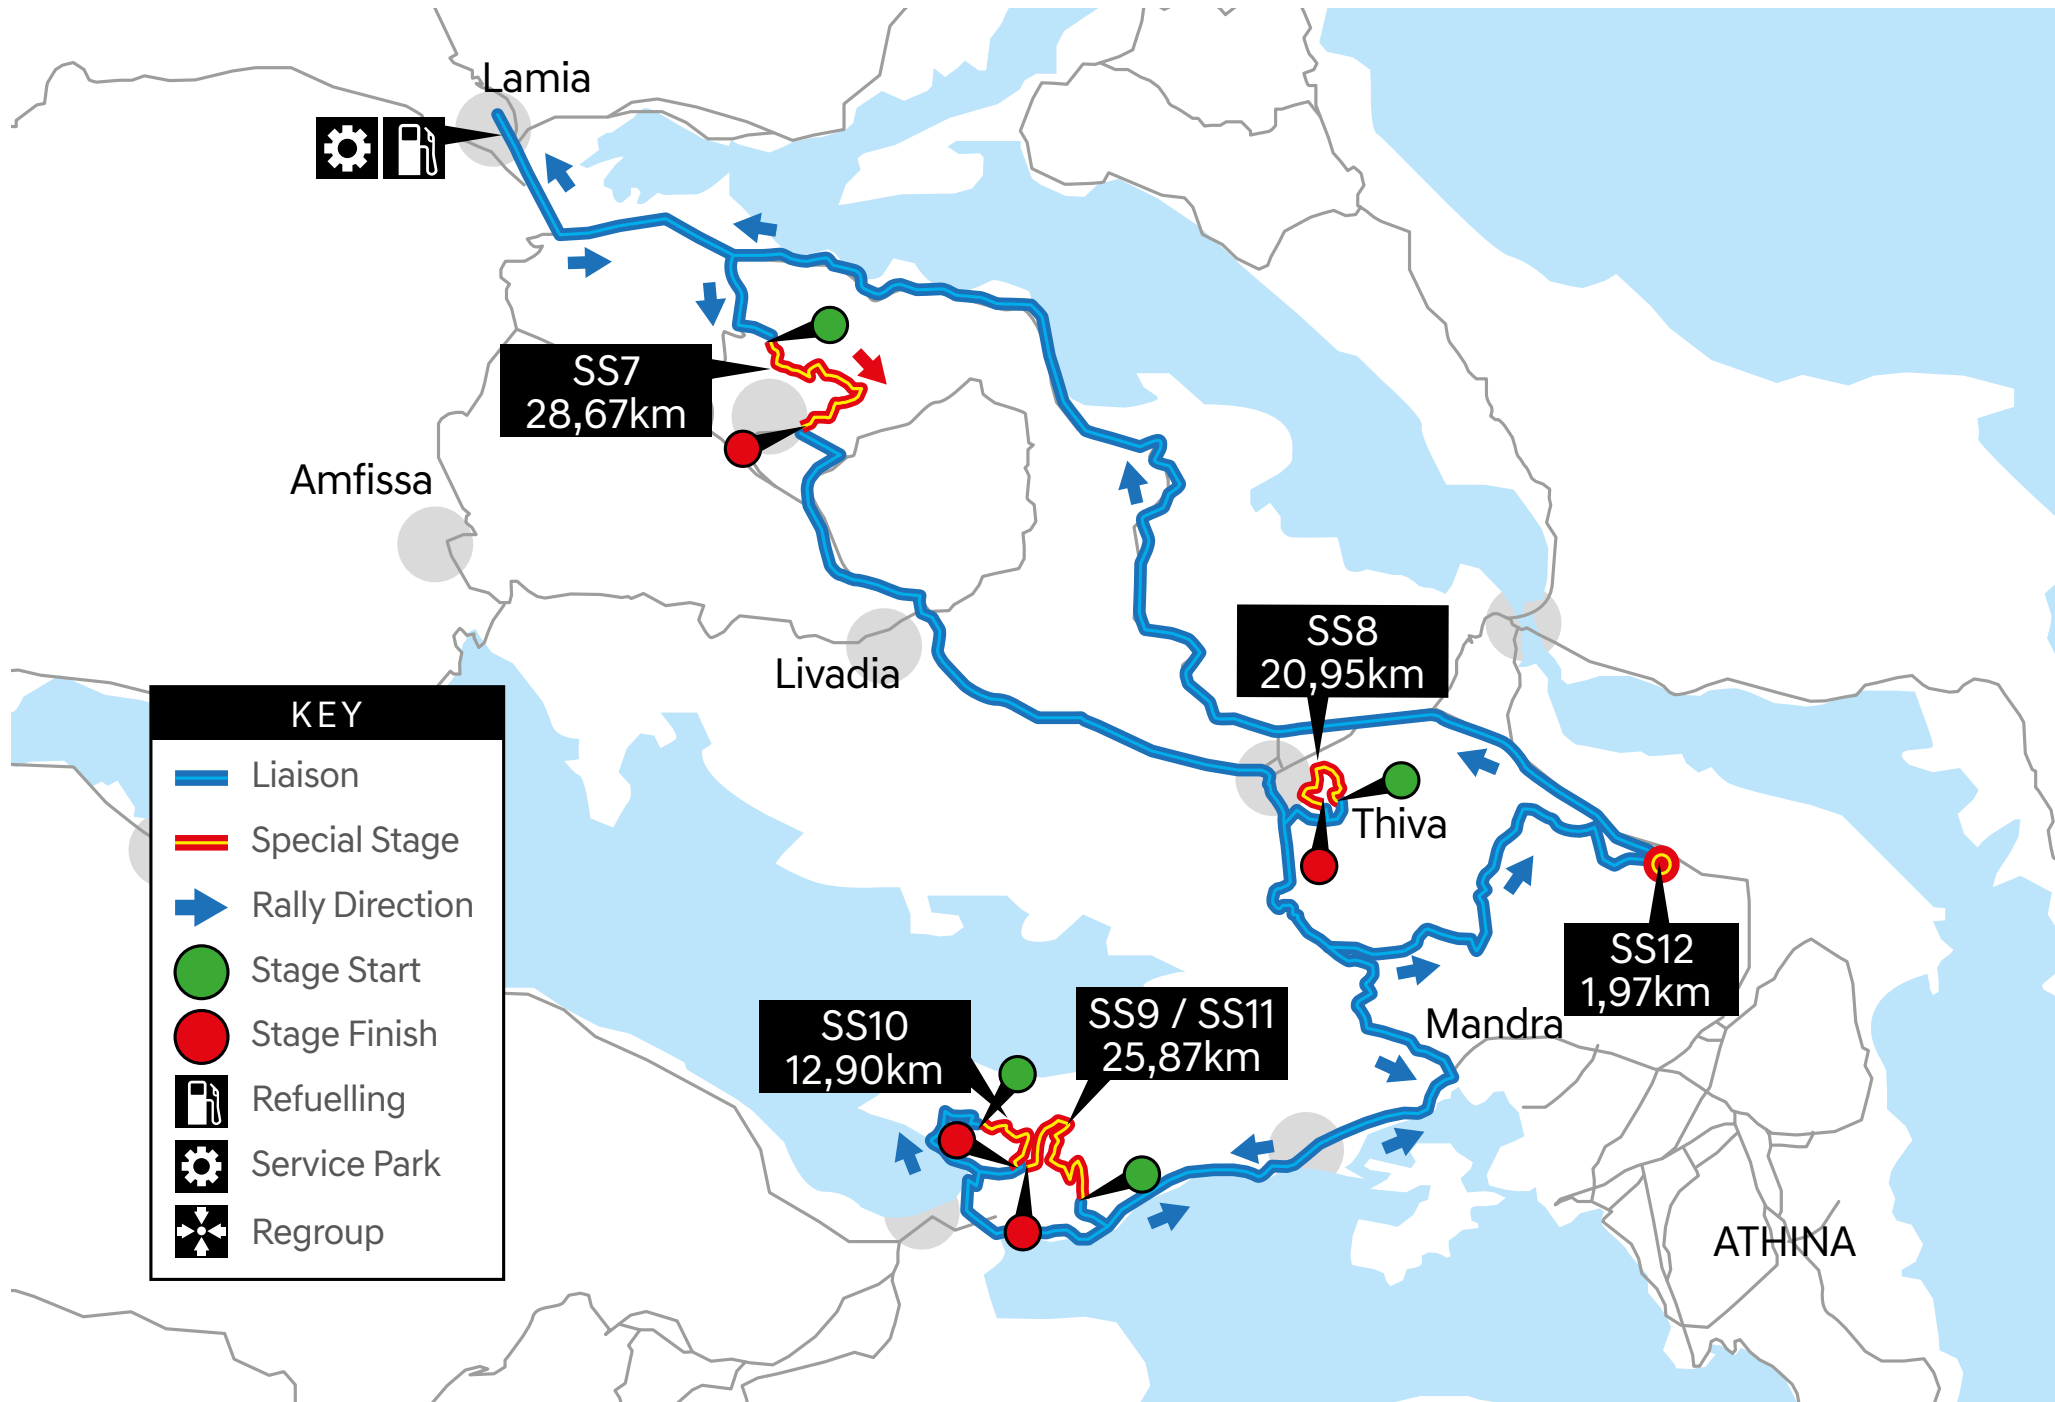 Lamia
SS7
28,67km
Amfissa
Livadia
SS8
20,95km
Thiva
SS12
1,97km
Mandra
SS10
12,90km
SS9 / SS11
25,87km
ATHINA
KEY
Liaison
Special Stage
Rally Direction
Stage Start
Stage Finish
Refuelling
Service Park
Regroup